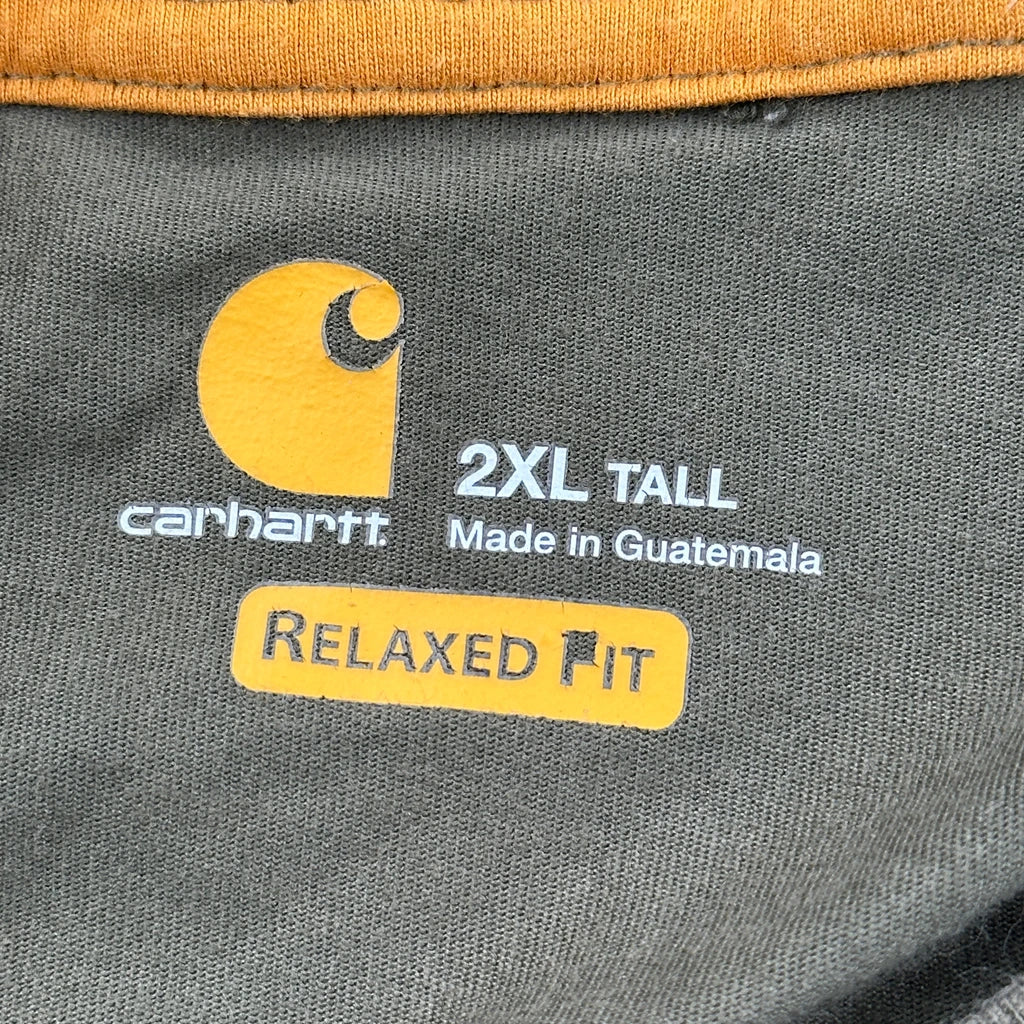 carhartt
2XL TALL
Made in Guatemala
RELAXED FIT